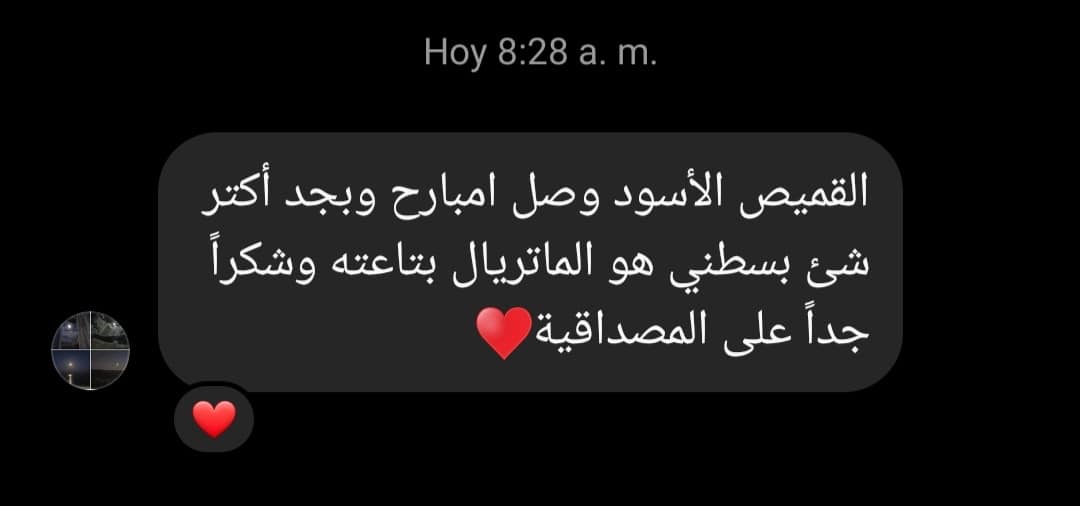 Hoy 8:28 a. m.
القميص الأسود وصل امبارح وبجد أكتر
شئ بسطني هو الماتريال بتاعته وشكراً
جداً على المصداقية❤️
❤️